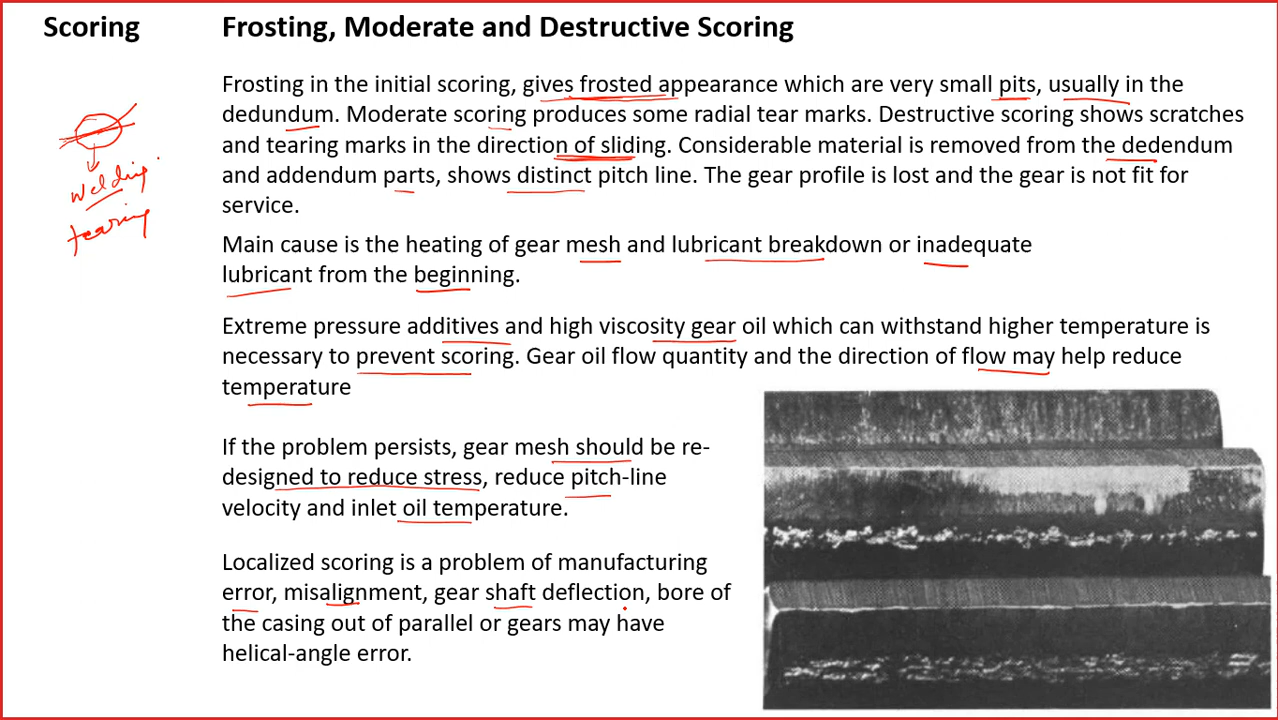 Scoring
Frosting, Moderate and Destructive Scoring
Frosting in the initial scoring, gives frosted appearance which are very small pits, usually in the
dedundum. Moderate scoring produces some radial tear marks. Destructive scoring shows scratches
and tearing marks in the direction of sliding. Considerable material is removed from the dedendum
and addendum parts, shows distinct pitch line. The gear profile is lost and the gear is not fit for
service.
welding.
tearing
Main cause is the heating of gear mesh and lubricant breakdown or inadequate
lubricant from the beginning.
Extreme pressure additives and high viscosity gear oil which can withstand higher temperature is
necessary to prevent scoring. Gear oil flow quantity and the direction of flow may help reduce
temperature
If the problem persists, gear mesh should be re-
designed to reduce stress, reduce pitch-line
velocity and inlet oil temperature.
Localized scoring is a problem of manufacturing
error, misalignment, gear shaft deflection, bore of
the casing out of parallel or gears may have
helical-angle error.